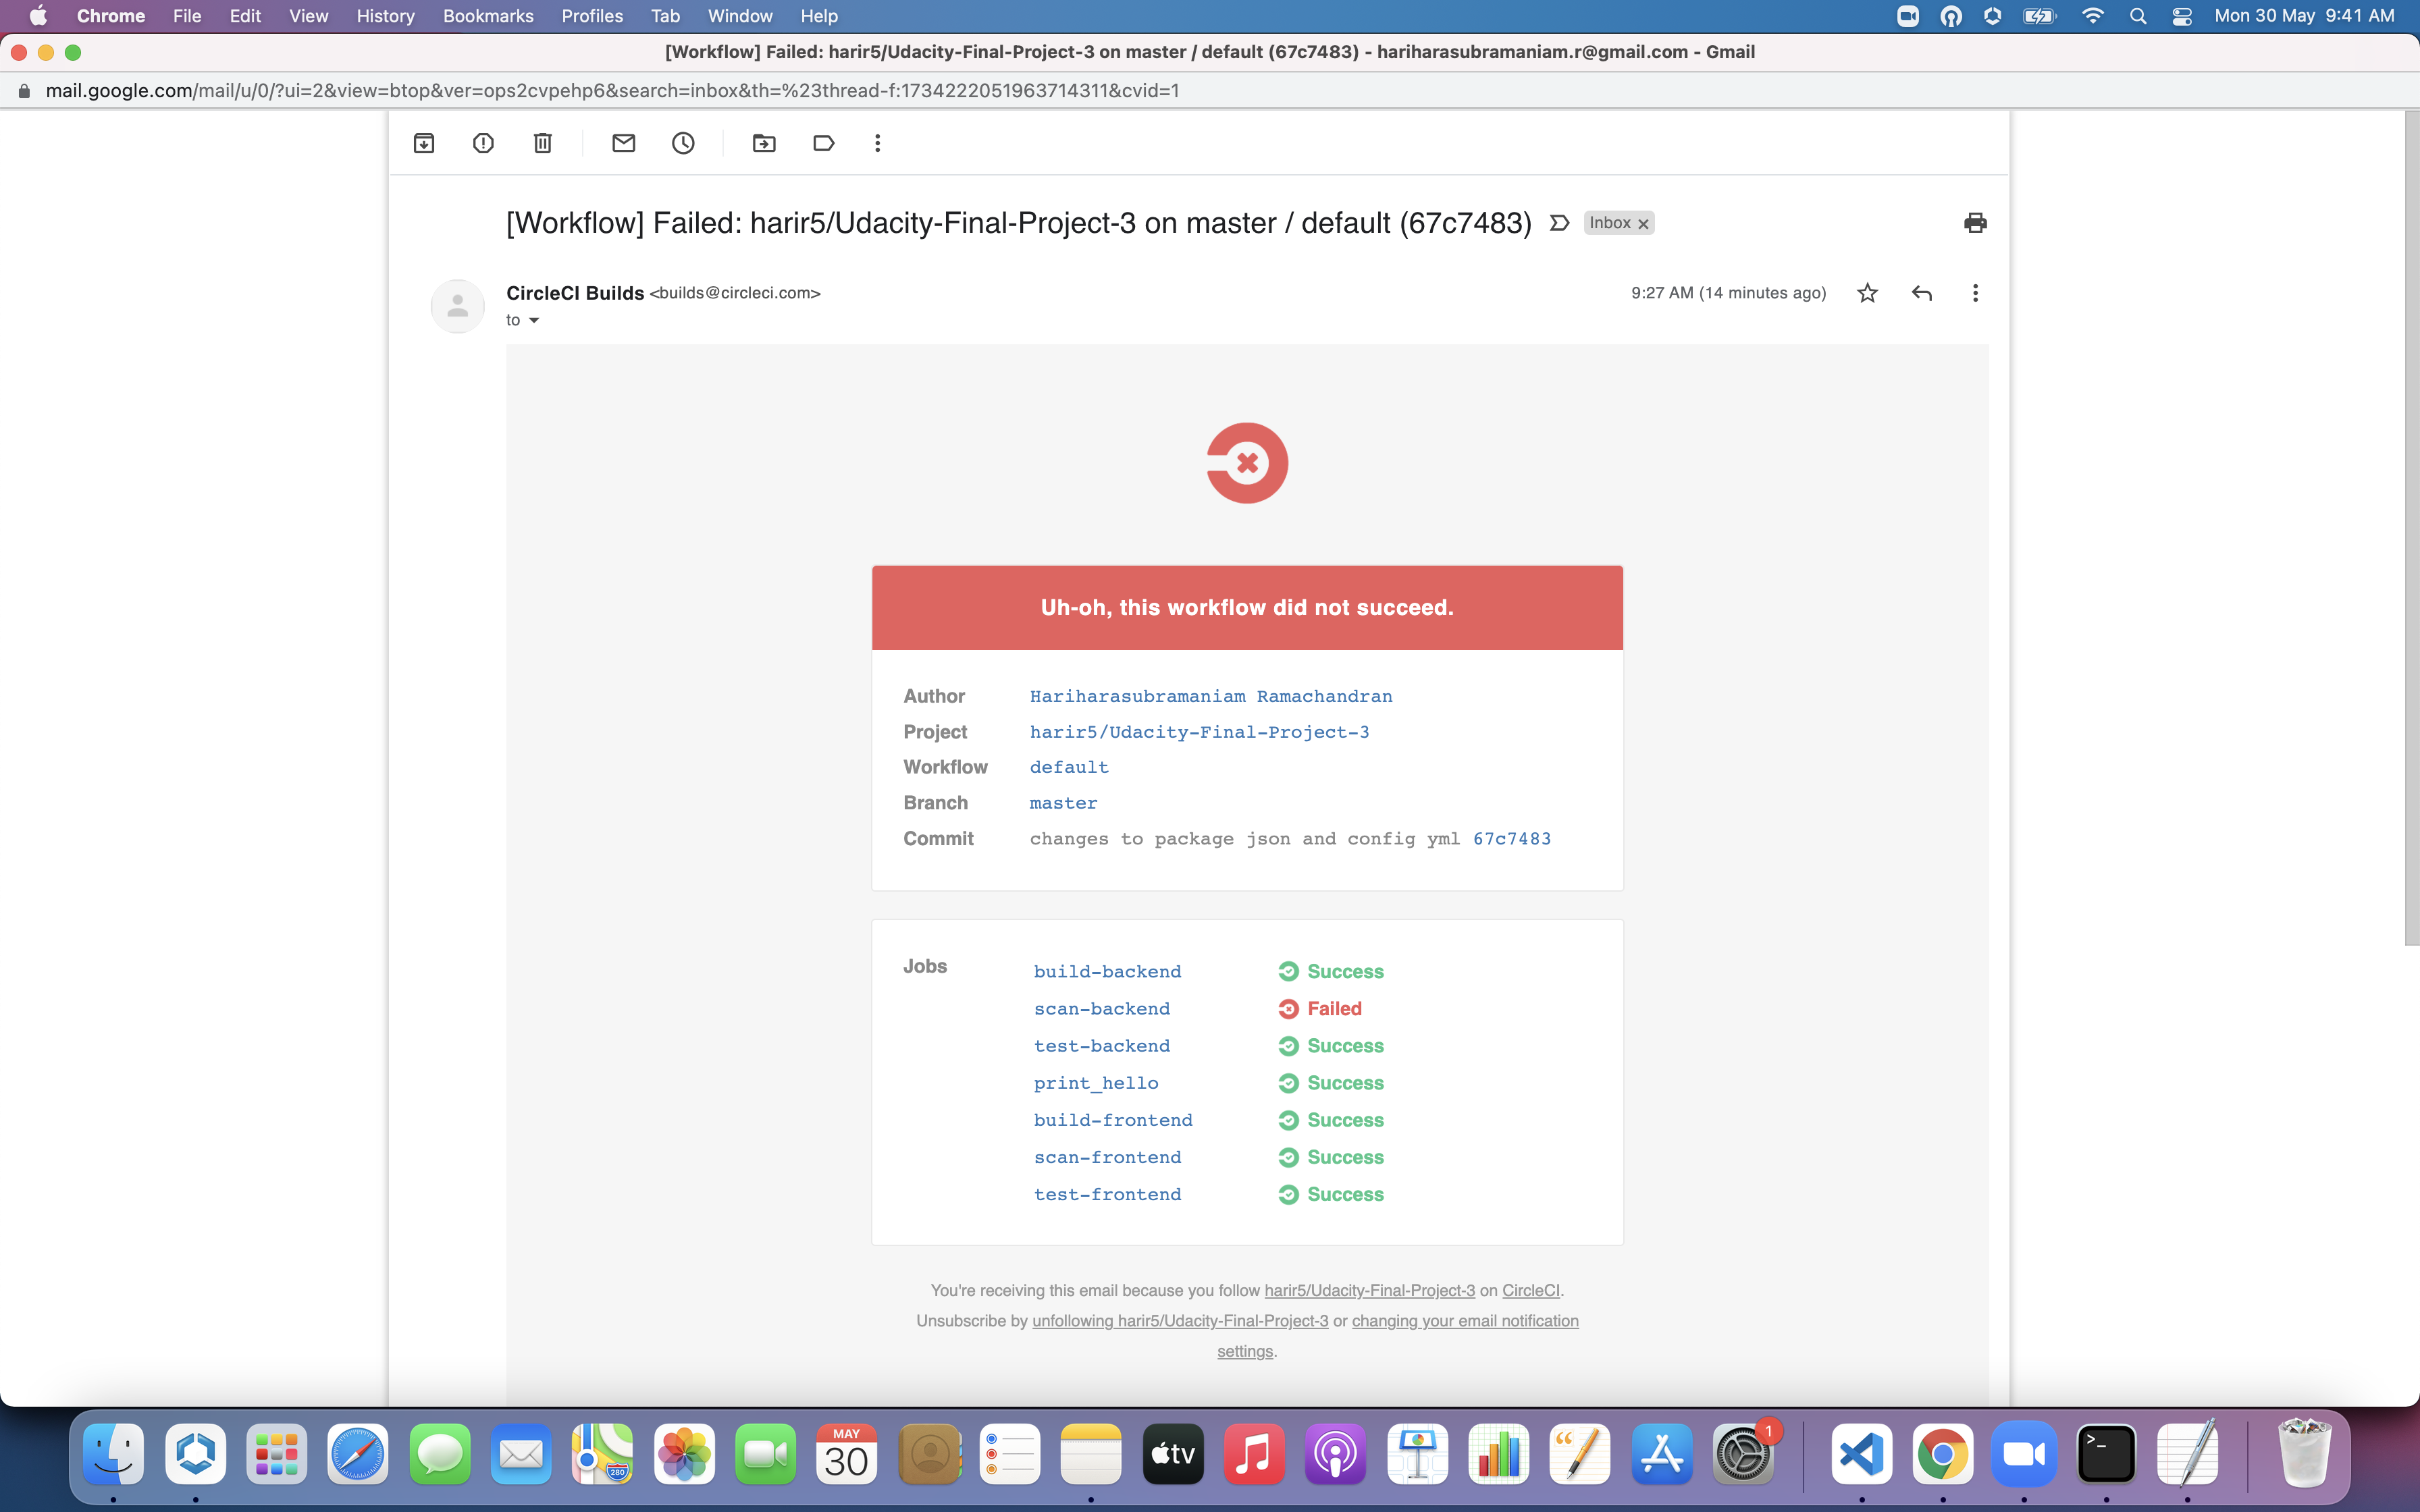 Chrome File Edit View History Bookmarks Profiles Tab Window Help Mon 30 May 9:41 AM
[Workflow] Failed: harir5/Udacity-Final-Project-3 on master / default (67c7483) - hariharasubramaniam.r@gmail.com - Gmail
mail.google.com/mail/u/0/?ui=2&view=btop&ver=ops2cvpehp6&search=inbox&th=%23thread-f:1734222051963714311&cvid=1
[Workflow] Failed: harir5/Udacity-Final-Project-3 on master / default (67c7483) Inbox x
CircleCI Builds <builds@circleci.com> 9:27 AM (14 minutes ago)
to
Uh-oh, this workflow did not succeed.
Author Hariharasubramaniam Ramachandran
Project harir5/Udacity-Final-Project-3
Workflow default
Branch master
Commit changes to package json and config yml 67c7483
Jobs build-backend Success
scan-backend Failed
test-backend Success
print_hello Success
build-frontend Success
scan-frontend Success
test-frontend Success
You're receiving this email because you follow harir5/Udacity-Final-Project-3 on CircleCI.
Unsubscribe by unfollowing harir5/Udacity-Final-Project-3 or changing your email notification
settings.
MAY
30
280
tv
1
>_